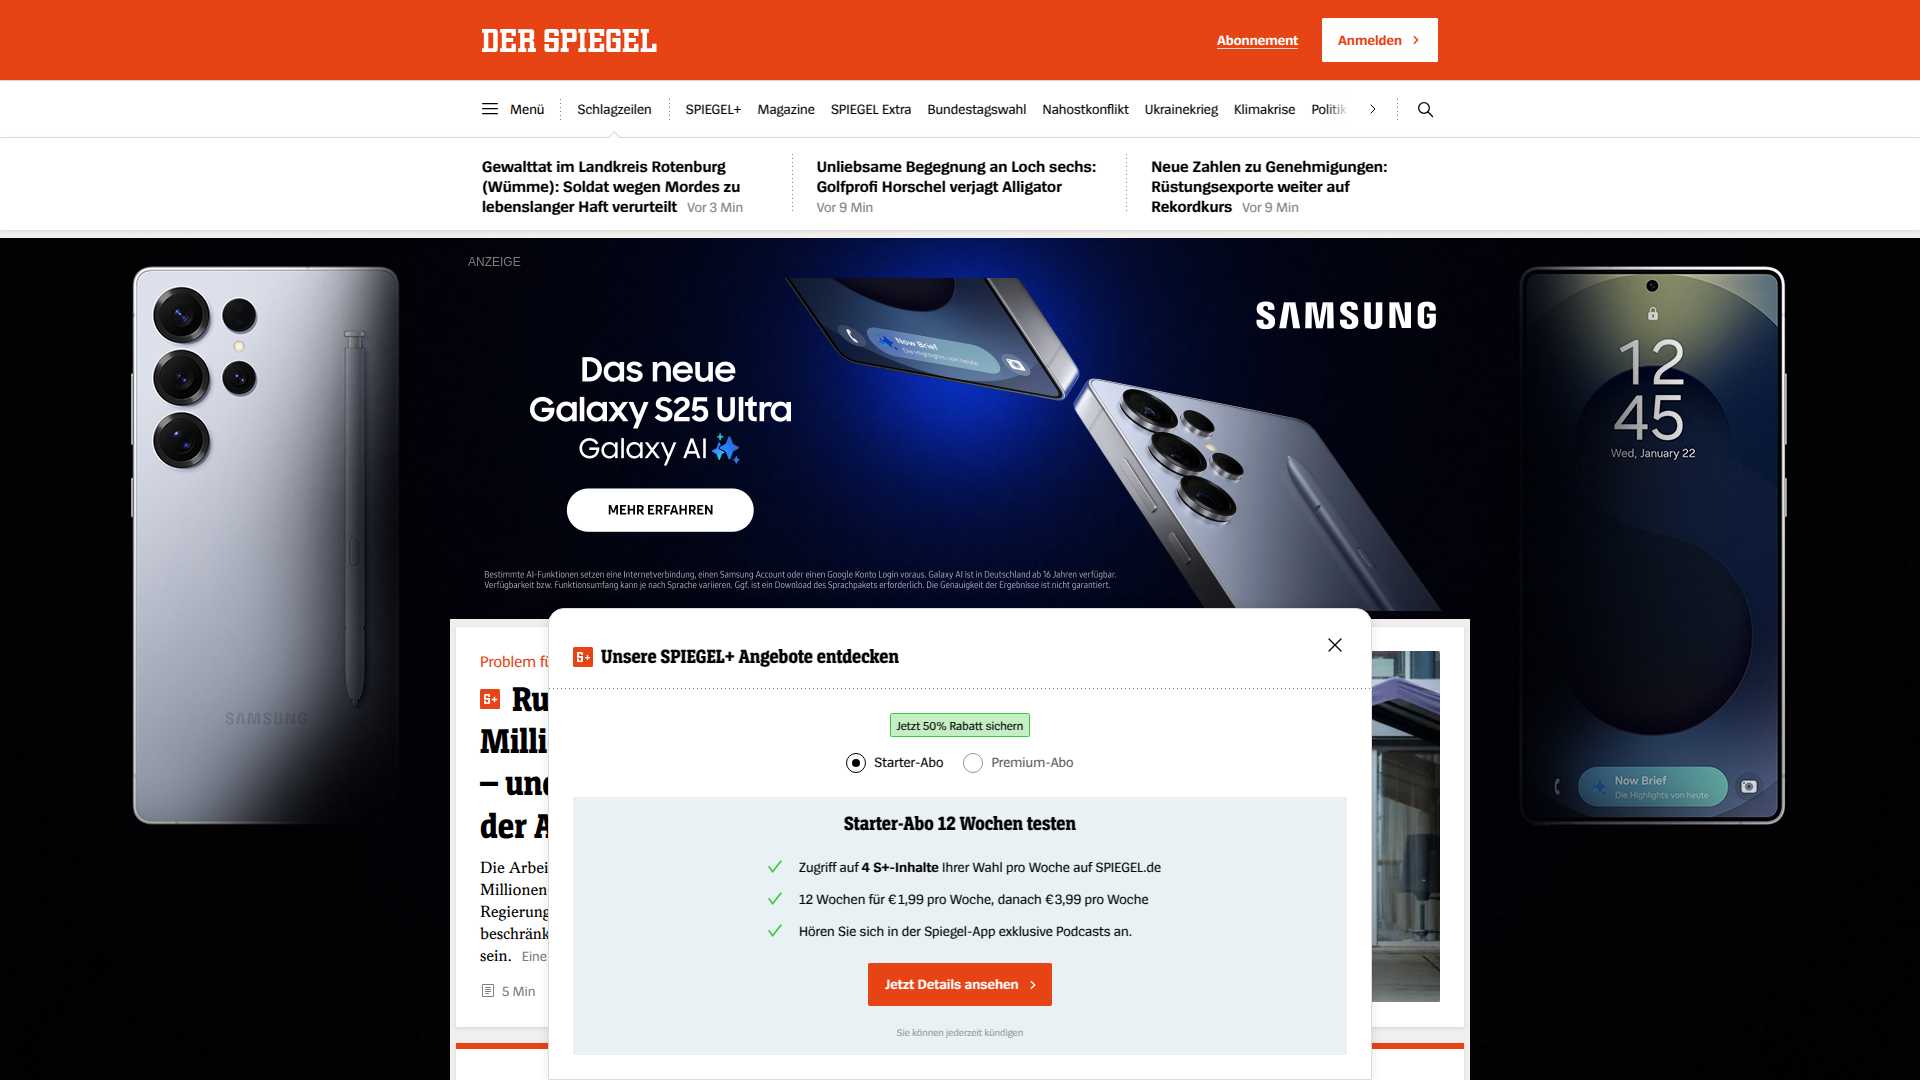 DER SPIEGEL
Abonnement
Anmelden
Menü
Schlagzeilen
SPIEGEL+
Magazine
SPIEGEL Extra
Bundestagswahl
Nahostkonflikt
Ukrainekrieg
Klimakrise
Politik
Gewalttat im Landkreis Rotenburg
(Wümme): Soldat wegen Mordes zu
lebenslanger Haft verurteilt Vor 3 Min
Unliebsame Begegnung an Loch sechs:
Golfprofi Horschel verjagt Alligator
Vor 9 Min
Neue Zahlen zu Genehmigungen:
Rüstungsexporte weiter auf
Rekordkurs Vor 9 Min
ANZEIGE
SAMSUNG
Now Brief
Die Highlights von heute
Das neue
Galaxy S25 Ultra
Galaxy AI
MEHR ERFAHREN
Bestimmte AI-Funktionen setzen eine Internetverbindung, einen Samsung Account oder einen Google Konto Login voraus. Galaxy AI ist in Deutschland ab 16 Jahren verfügbar.
Verfügbarkeit bzw. Funktionsumfang kann je nach Sprache variieren. Ggf. ist ein Download des Sprachpakets erforderlich. Die Genauigkeit der Ergebnisse ist nicht garantiert.
SAMSUNG
12
45
Wed, January 22
Now Brief
Die Highlights von heute
Problem fü
S+ Ru
Milli
– und
der A
Die Arbei
Millionen
Regierung
beschränk
sein. Eine
5 Min
S+ Unsere SPIEGEL+ Angebote entdecken
Jetzt 50% Rabatt sichern
Starter-Abo
Premium-Abo
Starter-Abo 12 Wochen testen
Zugriff auf 4 S+-Inhalte Ihrer Wahl pro Woche auf SPIEGEL.de
12 Wochen für € 1,99 pro Woche, danach € 3,99 pro Woche
Hören Sie sich in der Spiegel-App exklusive Podcasts an.
Jetzt Details ansehen
Sie können jederzeit kündigen